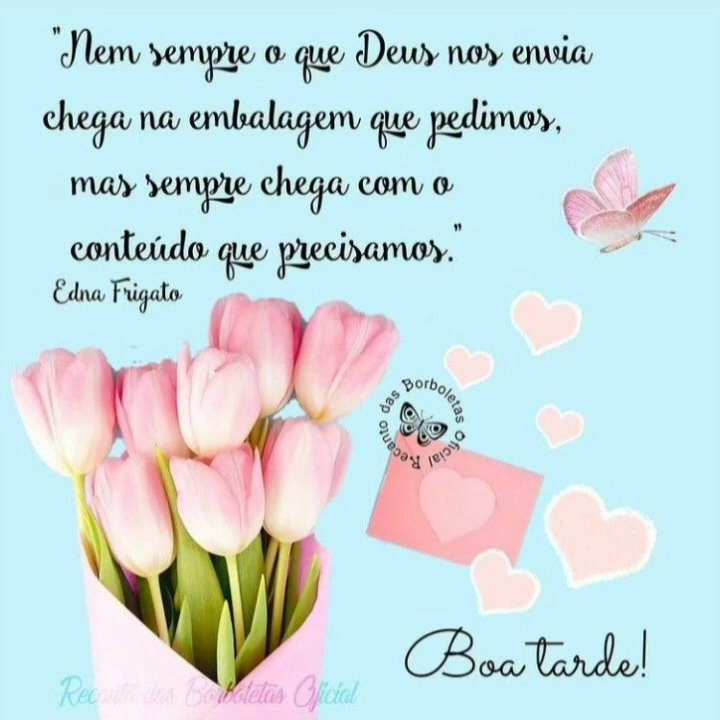 "Nem sempre o que Deus nos envia
chega na embalagem que pedimos,
mas sempre chega com o
conteúdo que precisamos."
Edna Frigato
Recanto das Borboletas Oficial
Boa tarde!
Recanto das Borboletas Oficial